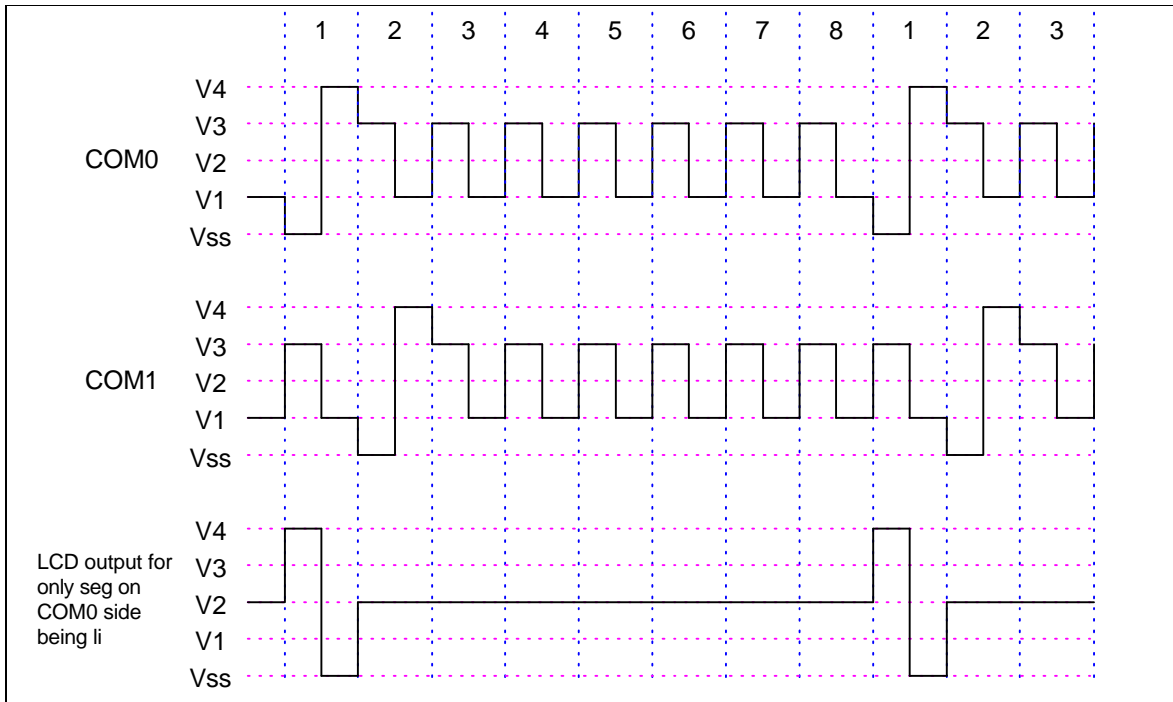 1 2 3 4 5 6 7 8 1 2 3
V4
V3
COM0 V2
V1
Vss
V4
V3
COM1 V2
V1
Vss
V4
LCD output for
only seg on
COM0 side
being li
V3
V2
V1
Vss